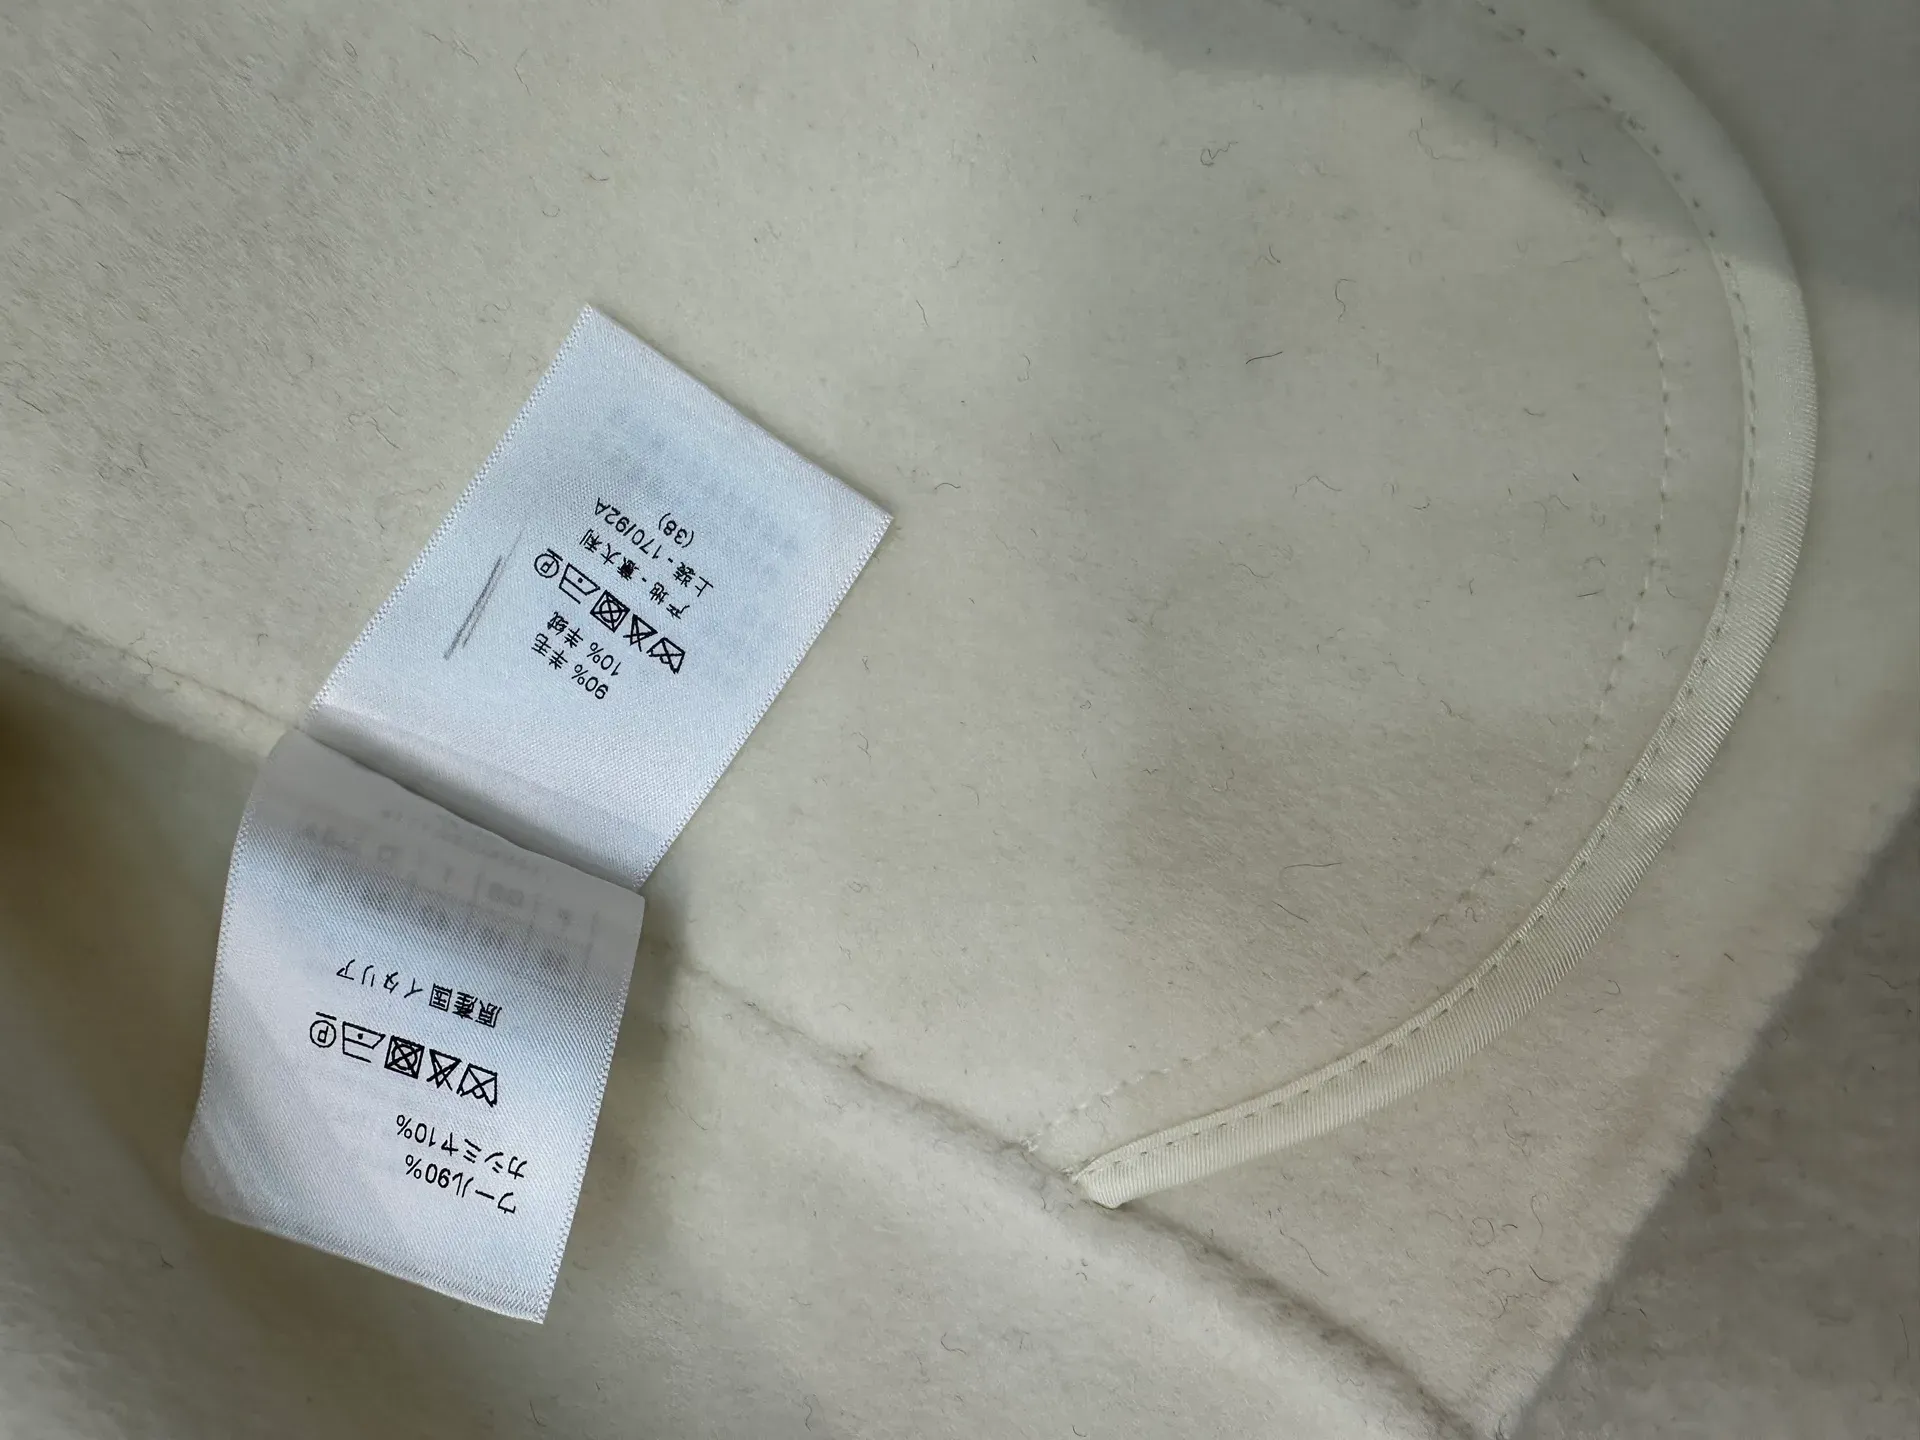 90% 羊毛
10% 羊绒
产地 - 意大利
上装 - 170/92A
(38)
ウール90%
カシミヤ10%
原産国イタリア